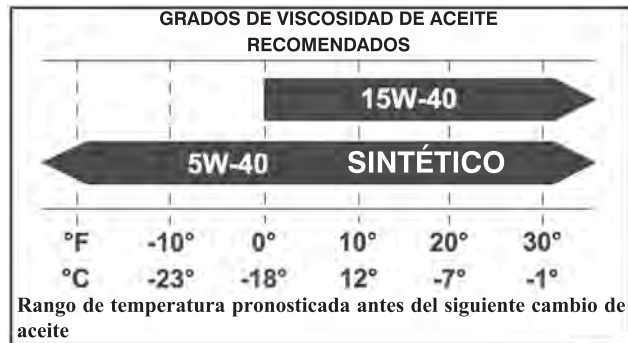 GRADOS DE VISCOSIDAD DE ACEITE
RECOMENDADOS
15W-40
5W-40 SINTÉTICO
°F -10° 0° 10° 20° 30°
°C -23° -18° 12° -7° -1°
Rango de temperatura pronosticada antes del siguiente cambio de
aceite